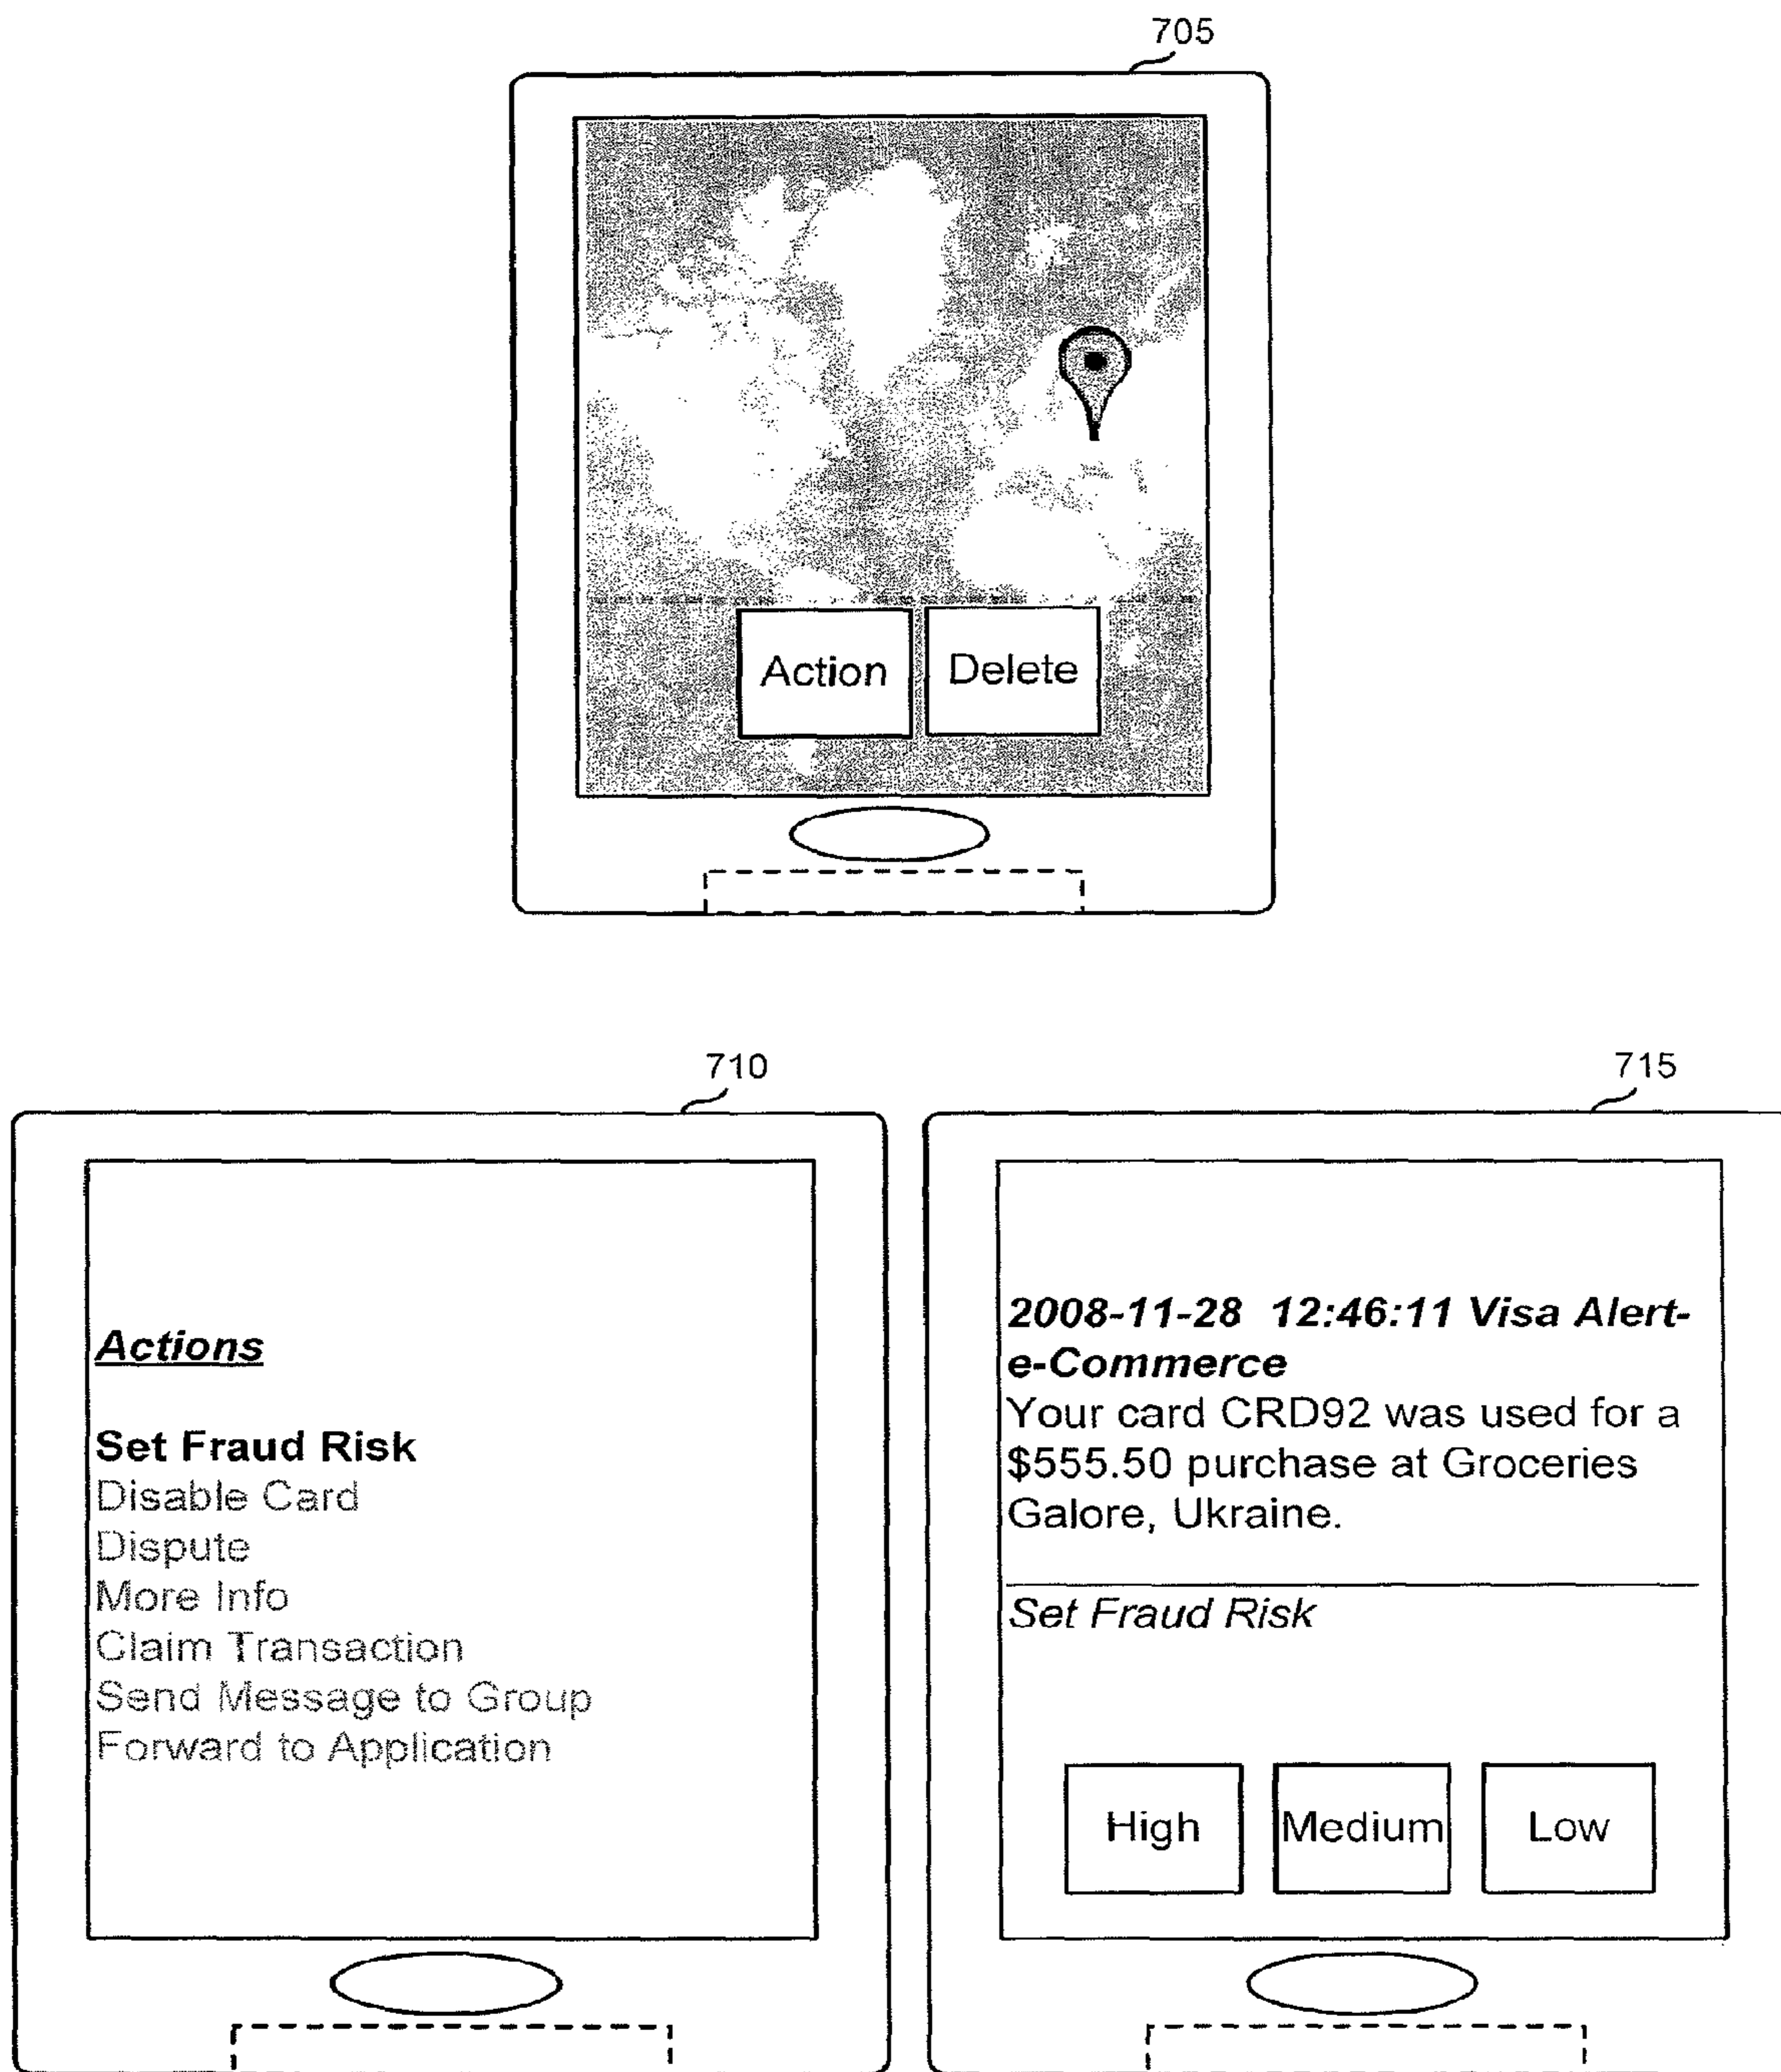 705
Action Delete
710
Actions
Set Fraud Risk
Disable Card
Dispute
More Info
Claim Transaction
Send Message to Group
Forward to Application
715
2008-11-28 12:46:11 Visa Alert-
e-Commerce
Your card CRD92 was used for a
$555.50 purchase at Groceries
Galore, Ukraine.
Set Fraud Risk
High Medium Low